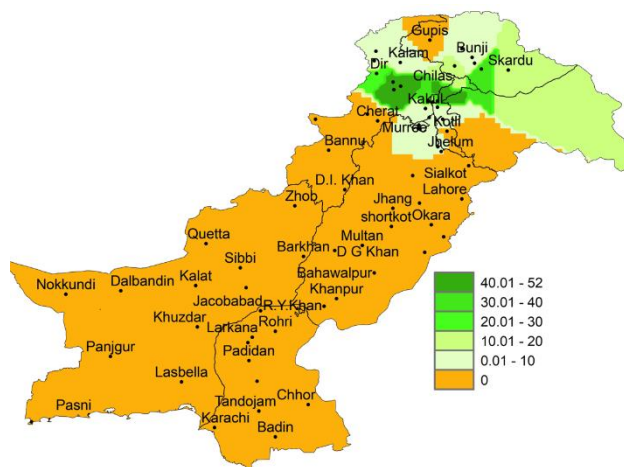 Gupis
Kalam
Bunji
Dir
Skardu
Chilas
Kakul
Cherat
Murree
Kotli
Bannu
Jhelum
Sialkot
D.I. Khan
Lahore
Zhob
Jhang
shortkot
Okara
Quetta
Multan
Barkhan
D G Khan
Sibbi
Bahawalpur
Nokkundi
Dalbandin
Kalat
Khanpur
Jacobabad
R.Y.Khan
Khuzdar
Larkana
Rohri
Panjgur
Padidan
Lasbella
Pasni
Tandojam
Chhor
Karachi
Badin
40.01 - 52
30.01 - 40
20.01 - 30
10.01 - 20
0.01 - 10
0